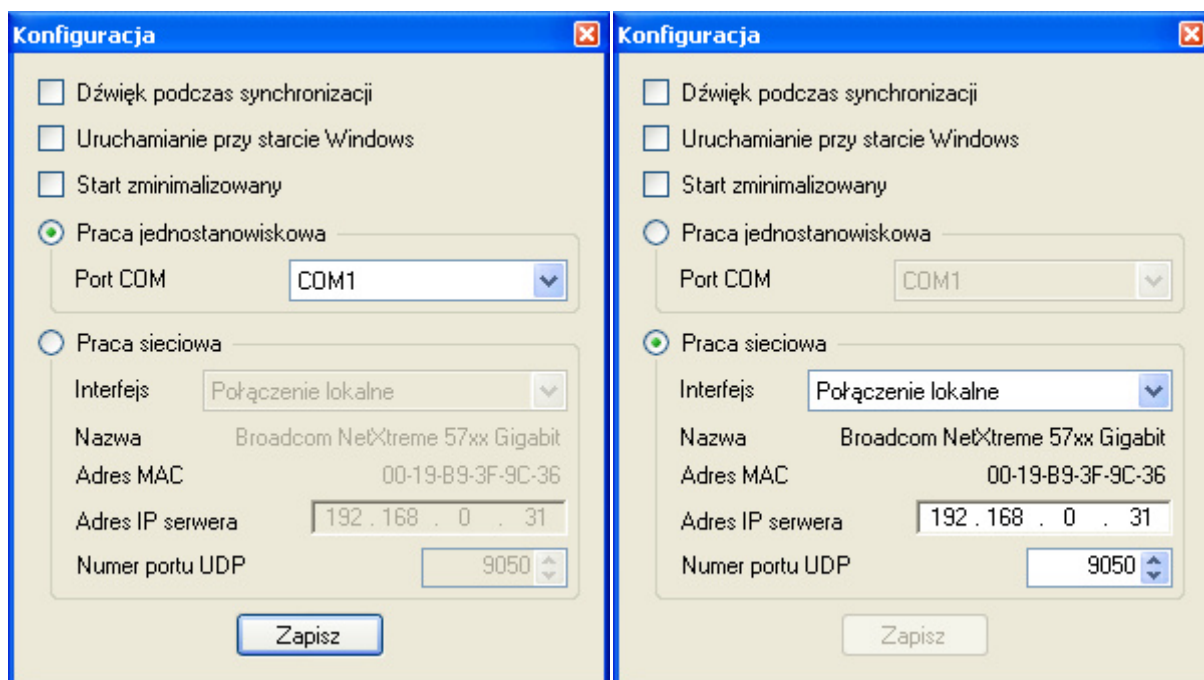 Konfiguracja
Dźwięk podczas synchronizacji
Uruchamianie przy starcie Windows
Start zminimalizowany
Praca jednostanowiskowa
Port COM COM1
Praca sieciowa
Interfejs Połączenie lokalne
Nazwa Broadcom NetXtreme 57xx Gigabit
Adres MAC 00-19-B9-3F-9C-36
Adres IP serwera 192 . 168 . 0 . 31
Numer portu UDP 9050
Zapisz
Konfiguracja
Dźwięk podczas synchronizacji
Uruchamianie przy starcie Windows
Start zminimalizowany
Praca jednostanowiskowa
Port COM COM1
Praca sieciowa
Interfejs Połączenie lokalne
Nazwa Broadcom NetXtreme 57xx Gigabit
Adres MAC 00-19-B9-3F-9C-36
Adres IP serwera 192 . 168 . 0 . 31
Numer portu UDP 9050
Zapisz